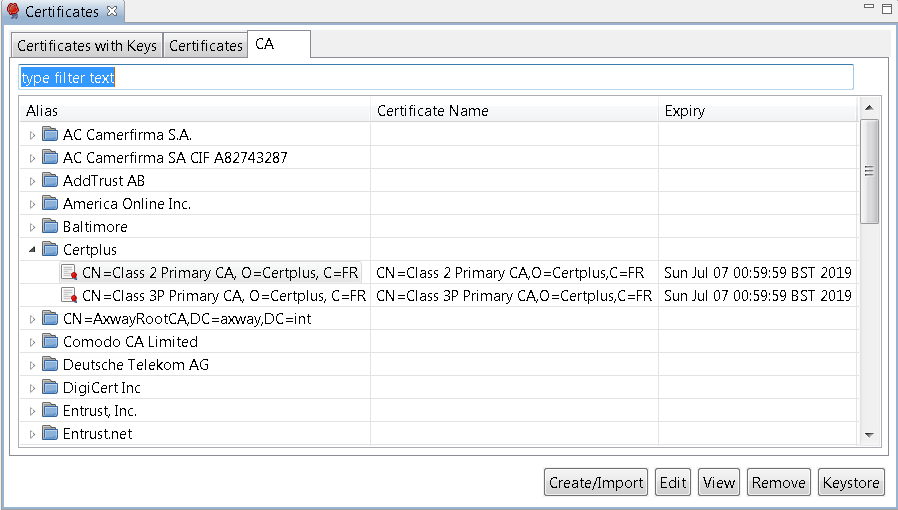 Certificates
Certificates with Keys Certificates CA
type filter text
Alias Certificate Name Expiry
AC Camerfirma S.A.
AC Camerfirma SA CIF A82743287
AddTrust AB
America Online Inc.
Baltimore
Certplus
CN=Class 2 Primary CA, O=Certplus, C=FR CN=Class 2 Primary CA,O=Certplus,C=FR Sun Jul 07 00:59:59 BST 2019
CN=Class 3P Primary CA, O=Certplus, C=FR CN=Class 3P Primary CA,O=Certplus,C=FR Sun Jul 07 00:59:59 BST 2019
CN=AxwayRootCA,DC=axway,DC=int
Comodo CA Limited
Deutsche Telekom AG
DigiCert Inc
Entrust, Inc.
Entrust.net
Create/Import Edit View Remove Keystore